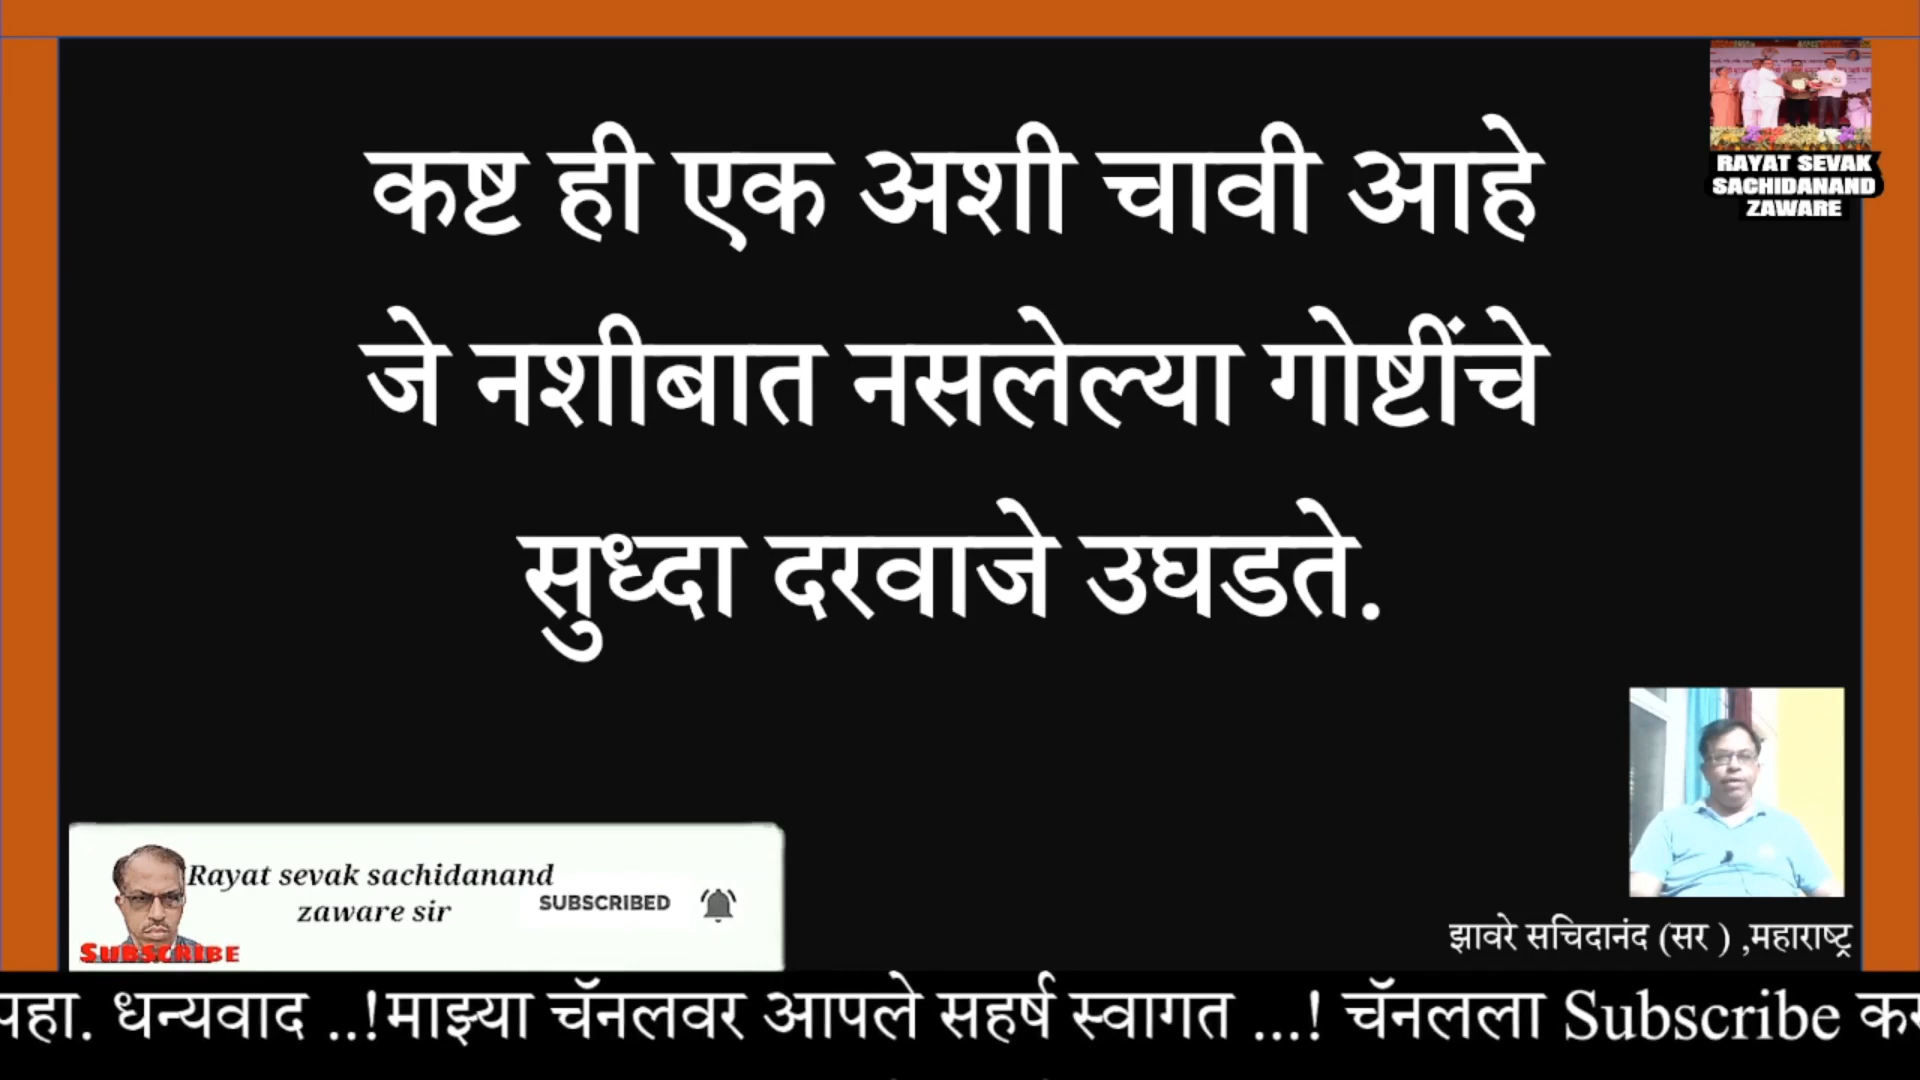 कष्ट ही एक अशी चावी आहे
जे नशीबात नसलेल्या गोष्टींचे
सुध्दा दरवाजे उघडते.
RAYAT SEVAK
SACHIDANAND
ZAWARE
Rayat sevak sachidanand
zaware sir
SUBSCRIBED
SUBSCRIBE
झावरे सचिदानंद (सर ) ,महाराष्ट्र
पहा. धन्यवाद ..!माझ्या चॅनलवर आपले सहर्ष स्वागत ...! चॅनलला Subscribe